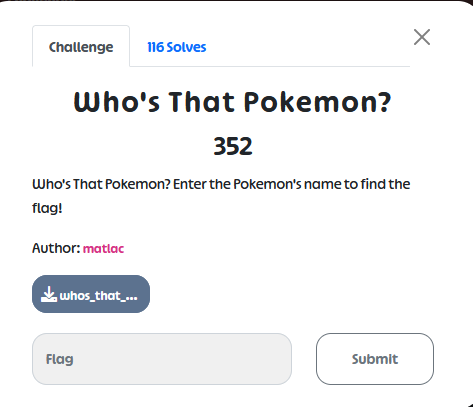 Challenge
116 Solves
Who's That Pokemon?
352
Who's That Pokemon? Enter the Pokemon's name to find the
flag!
Author: matlac
whos_that_...
Flag
Submit